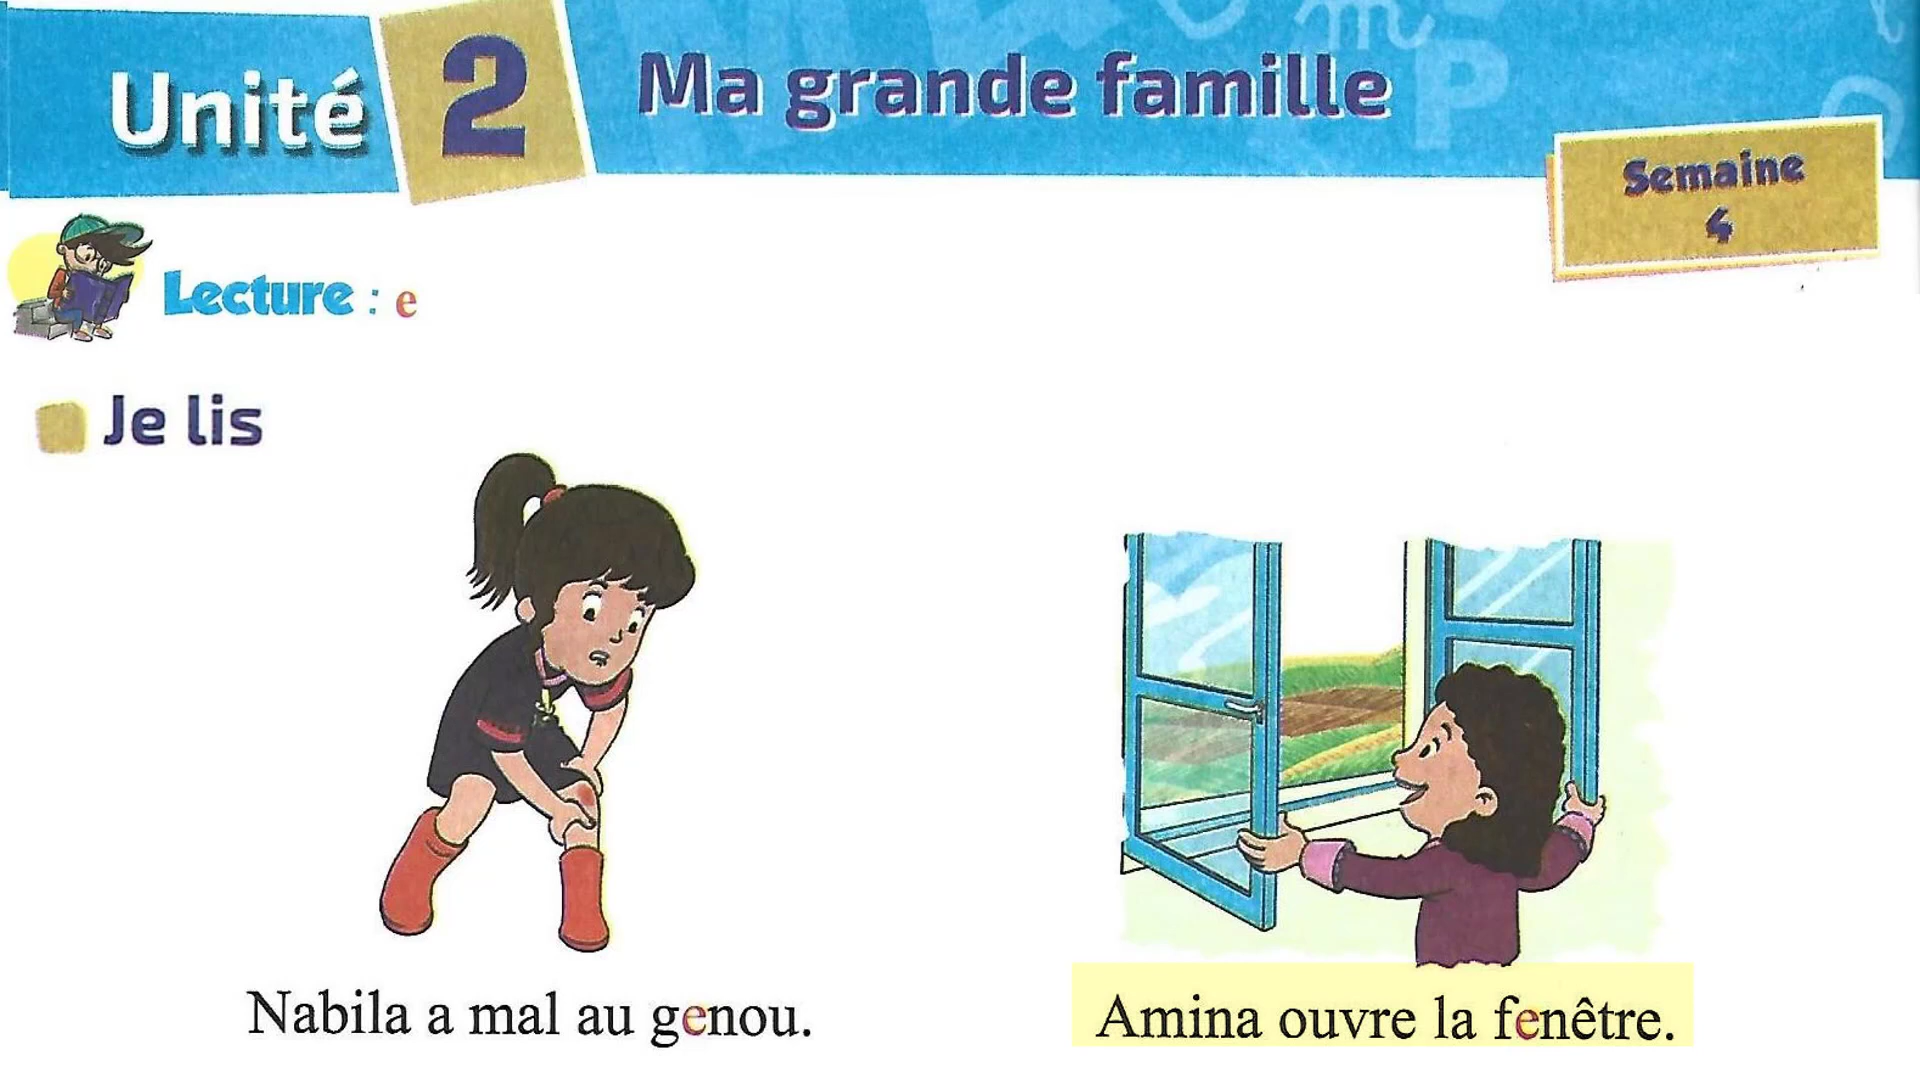 Unité 2 Ma grande famille
Semaine
4
Lecture : e
Je lis
Nabila a mal au genou.
Amina ouvre la fenêtre.